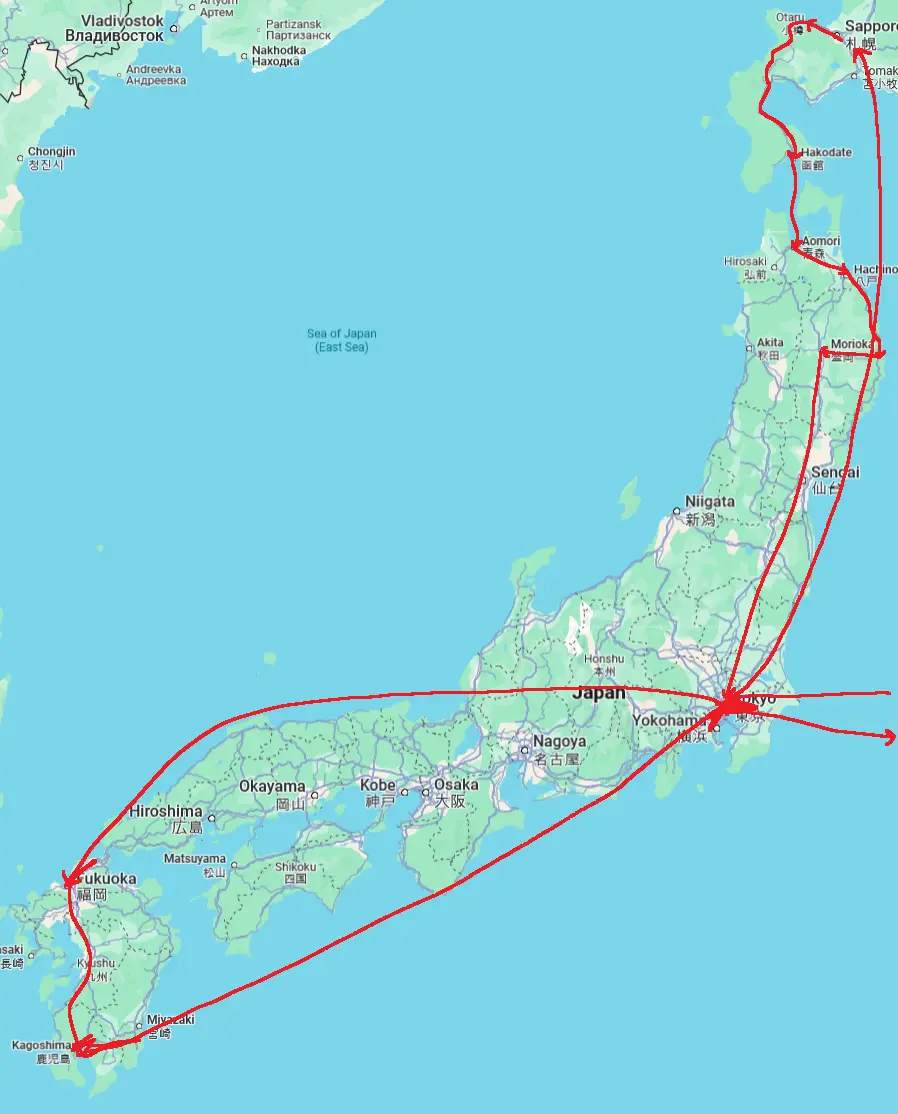 Artyom
Артем
Vladivostok
Владивосток
Partizansk
Партизанск
Nakhodka
Находка
Andreevka
Андреевка
Chongjin
청진시
Otaru
小樽
Sapporo
札幌
Tomak
苫小牧
Hakodate
函館
Aomori
青森
Hirosaki
弘前
Hachino
八戸
Sea of Japan
(East Sea)
Akita
秋田
Morioka
盛岡
Sendai
仙台
Niigata
新潟
Honshu
本州
Japan
Tokyo
東京
Yokohama
横浜
Nagoya
名古屋
Okayama
岡山
Kobe
神戸
Osaka
大阪
Hiroshima
広島
Matsuyama
松山
Shikoku
四国
Fukuoka
福岡
asaki
長崎
Kyushu
九州
Miyazaki
宮崎
Kagoshima
鹿児島